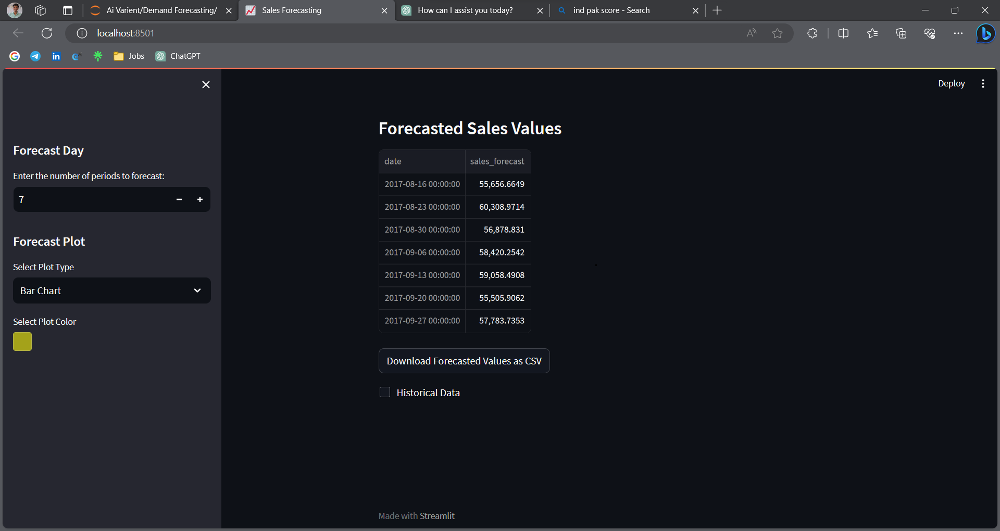 Ai Varient/Demand Forecasting/
Sales Forecasting
How can I assist you today?
ind pak score - Search
localhost:8501
Jobs
ChatGPT
Deploy
Forecast Day
Enter the number of periods to forecast:
7
Forecast Plot
Select Plot Type
Bar Chart
Select Plot Color
Forecasted Sales Values
date sales_forecast
2017-08-16 00:00:00 55,656.6649
2017-08-23 00:00:00 60,308.9714
2017-08-30 00:00:00 56,878.831
2017-09-06 00:00:00 58,420.2542
2017-09-13 00:00:00 59,058.4908
2017-09-20 00:00:00 55,505.9062
2017-09-27 00:00:00 57,783.7353
Download Forecasted Values as CSV
Historical Data
Made with Streamlit